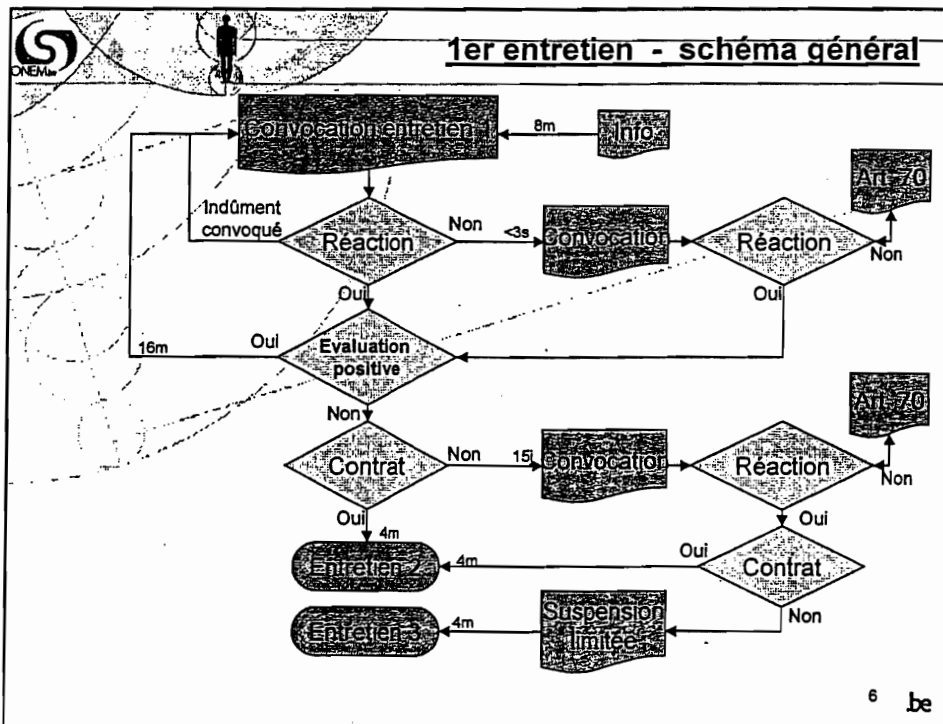 ONEM.be
1er entretien - schéma général
Convocation entretien 1
8m
Info
Art. 70
Indûment
convoqué
Réaction
Non
<3s
Convocation
Réaction
Non
Oui
Oui
16m
Oui
Evaluation
positive
Non
Art. 70
Contrat
Non
15j
Convocation
Réaction
Non
Oui
4m
Oui
Entretien 2
4m
Oui
Contrat
Non
Entretien 3
4m
Suspension
limitée
6 .be